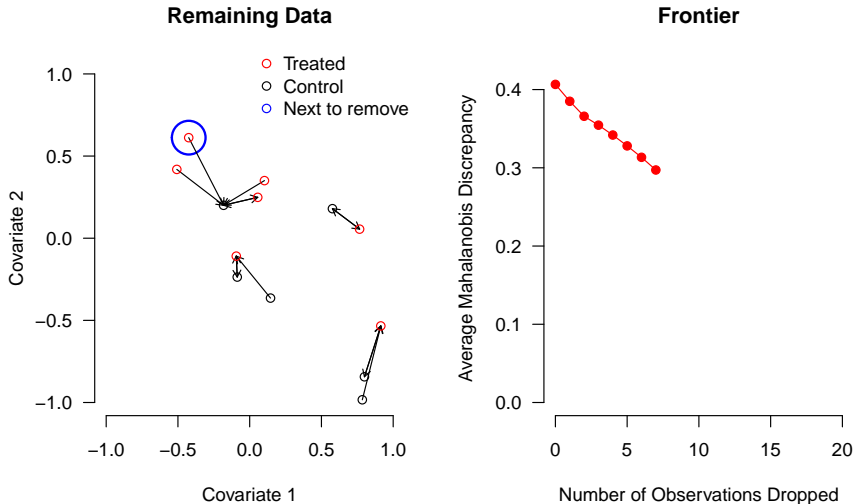 Remaining Data
Treated
Control
Next to remove
1.0
0.5
0.0
−0.5
−1.0
Covariate 2
−1.0
−0.5
0.0
0.5
1.0
Covariate 1
Frontier
0.4
0.3
0.2
0.1
0.0
Average Mahalanobis Discrepancy
0
5
10
15
20
Number of Observations Dropped